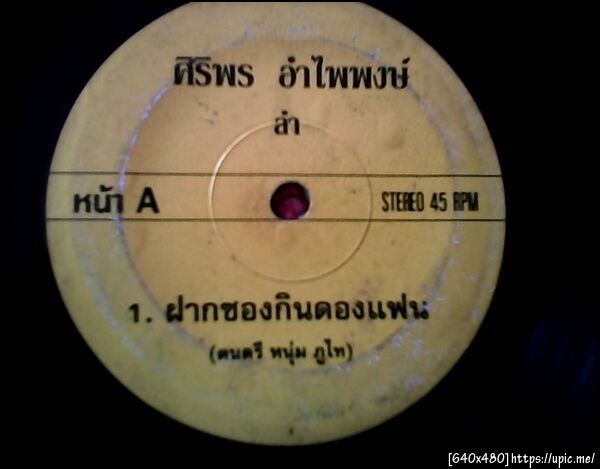 ศิริพร อำไพพงษ์
ลำ
หน้า A
STEREO 45 RPM
1. ฝากซองกินดองแฟน
(ดนตรี หนุ่ม ภูไท)
[640x480]https://upic.me/